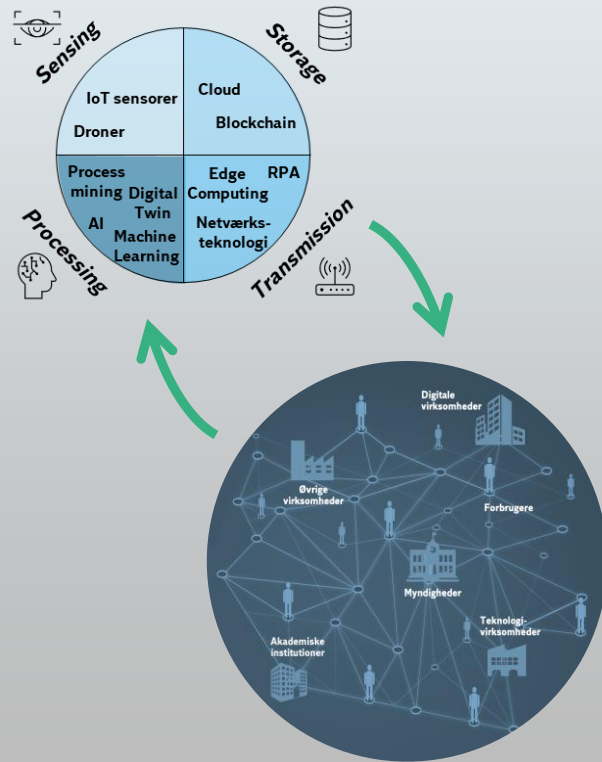 Sensing
Storage
IoT sensorer
Droner
Cloud
Blockchain
Process
mining
Digital
Twin
AI
Machine
Learning
Edge
Computing
RPA
Netværks-
teknologi
Processing
Transmission
Digitale
virksomheder
Øvrige
virksomheder
Forbrugere
Myndigheder
Teknologi-
virksomheder
Akademiske
institutioner